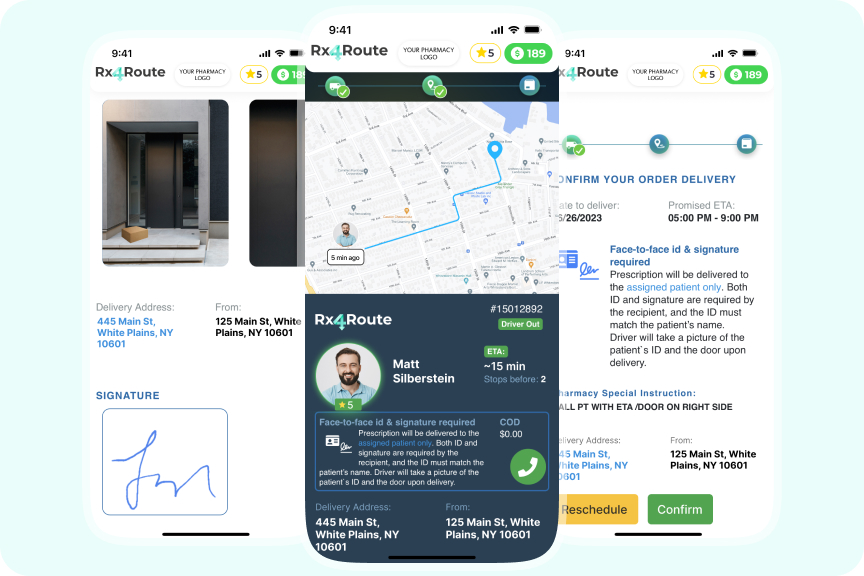 9:41
Rx4Route
YOUR PHARMACY
LOGO
5
189
Delivery Address:
From:
445 Main St,
White Plains, NY
10601
125 Main St, White
Plains, NY 10601
SIGNATURE
9:41
Rx4Route
YOUR PHARMACY
LOGO
5
189
5 min ago
Rx4Route
#15012892
Driver Out
Matt
Silberstein
5
ETA:
~15 min
Stops before: 2
Face-to-face id & signature required
Prescription will be delivered to the
assigned patient only. Both ID and
signature are required by the
recipient, and the ID must match the
patient's name. Driver will take a picture of the
patient`s ID and the door upon delivery.
COD
$0.00
Delivery Address:
445 Main St,
White Plains, NY
10601
From:
125 Main St, White
Plains, NY 10601
9:41
x4Route
YOUR PHARMACY
LOGO
5
189
ONFIRM YOUR ORDER DELIVERY
ate to deliver:
6/26/2023
Promised ETA:
05:00 PM - 9:00 PM
Face-to-face id & signature
required
Prescription will be delivered to
the assigned patient only. Both
ID and signature are required by
the recipient, and the ID must
match the patient's name.
Driver will take a picture of the
patient`s ID and the door upon
delivery.
harmacy Special Instruction:
ALL PT WITH ETA /DOOR ON RIGHT SIDE
elivery Address:
45 Main St,
hite Plains, NY
0601
From:
125 Main St, White
Plains, NY 10601
Reschedule
Confirm